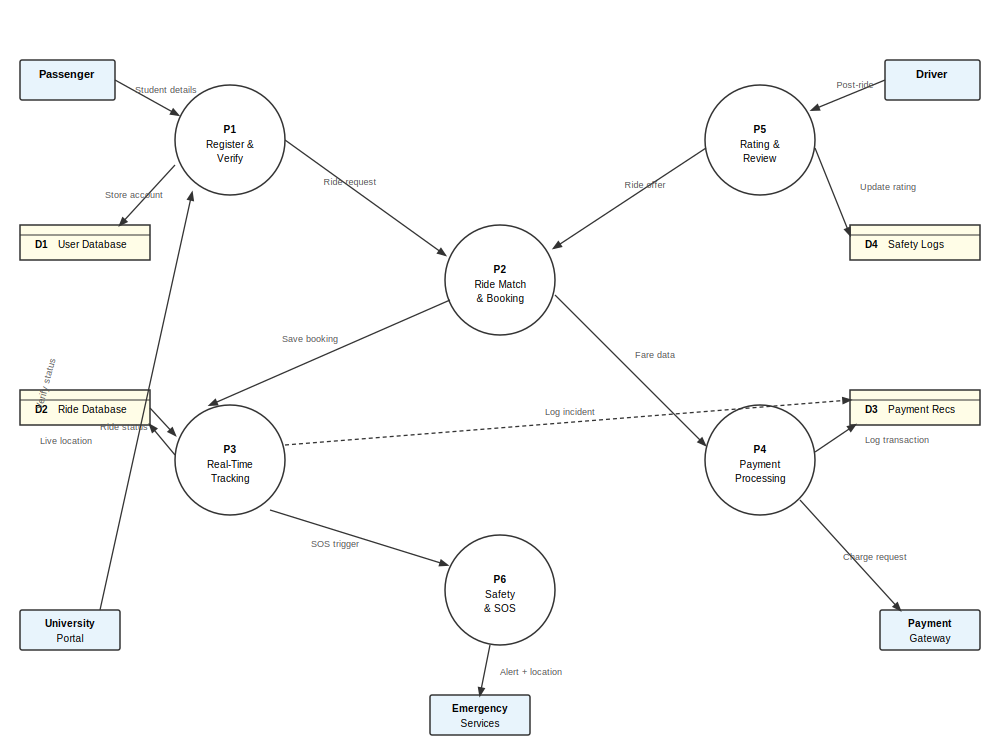 Passenger
Driver
Student details
Post-ride
P1
Register &
Verify
P5
Rating &
Review
Ride request
Ride offer
Store account
Update rating
D1 User Database
D4 Safety Logs
P2
Ride Match
& Booking
Save booking
Fare data
Verify status
D2 Ride Database
D3 Payment Recs
Log incident
Ride status
Live location
Log transaction
P3
Real-Time
Tracking
P4
Payment
Processing
SOS trigger
Charge request
P6
Safety
& SOS
University
Portal
Payment
Gateway
Alert + location
Emergency
Services